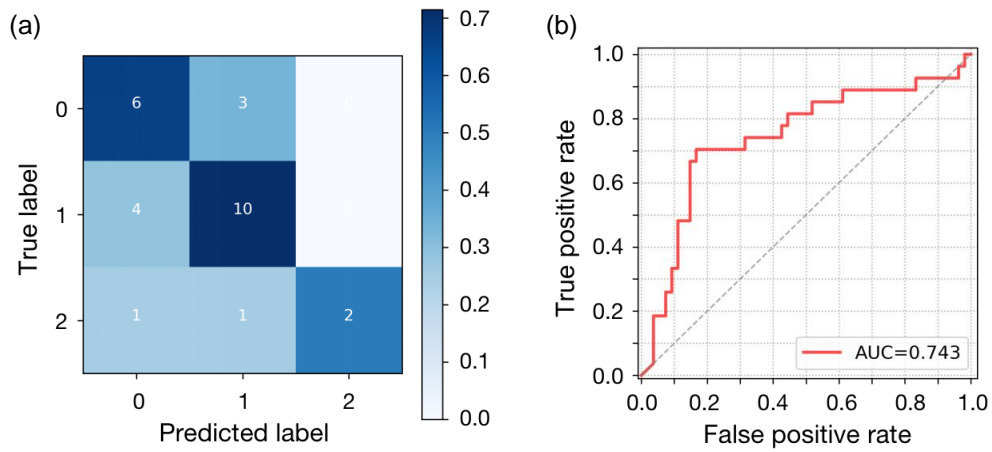 (a)
True label
0
1
2
6 3 0
4 10 0
1 1 2
0 1 2
Predicted label
0.7
0.6
0.5
0.4
0.3
0.2
0.1
0.0
(b)
True positive rate
1.0
0.8
0.6
0.4
0.2
0.0
AUC=0.743
0.0 0.2 0.4 0.6 0.8 1.0
False positive rate